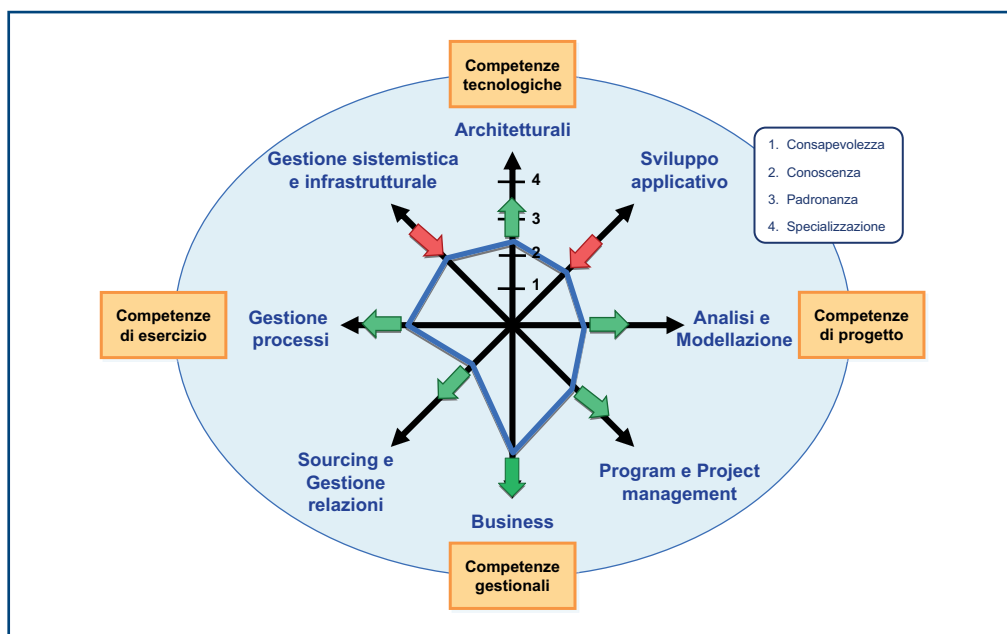 Competenze
tecnologiche
Architetturali
Gestione sistemistica
e infrastrutturale
Sviluppo
applicativo
1. Consapevolezza
2. Conoscenza
3. Padronanza
4. Specializzazione
4
3
2
1
Competenze
di esercizio
Gestione
processi
Analisi e
Modellazione
Competenze
di progetto
Sourcing e
Gestione
relazioni
Program e Project
management
Business
Competenze
gestionali